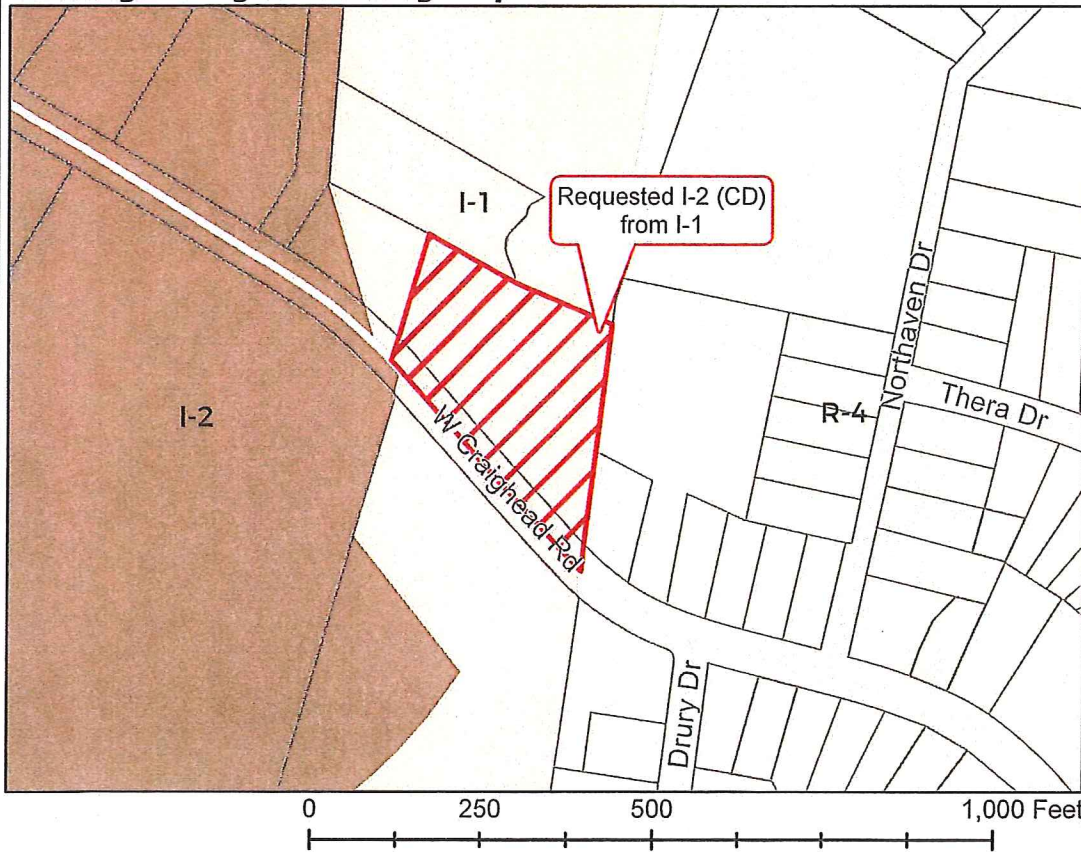 I-1
Requested I-2 (CD)
from I-1
Northaven Dr
I-2
R-4
Thera Dr
W Craighead Rd
Drury Dr
0 250 500 1,000 Feet